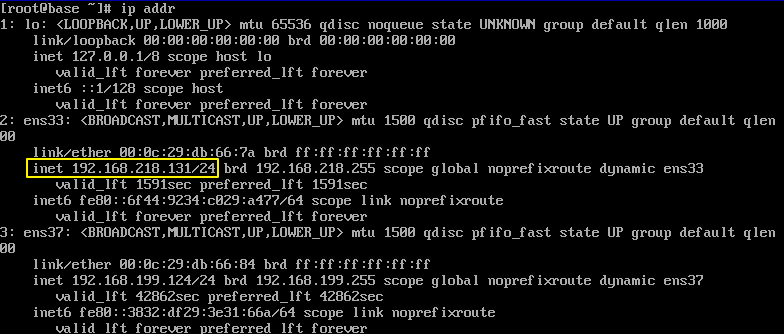 [root@base ~]# ip addr
1: lo: <LOOPBACK,UP,LOWER_UP> mtu 65536 qdisc noqueue state UNKNOWN group default qlen 1000
link/loopback 00:00:00:00:00:00 brd 00:00:00:00:00:00
inet 127.0.0.1/8 scope host lo
valid_lft forever preferred_lft forever
inet6 ::1/128 scope host
valid_lft forever preferred_lft forever
2: ens33: <BROADCAST,MULTICAST,UP,LOWER_UP> mtu 1500 qdisc pfifo_fast state UP group default qlen
00
link/ether 00:0c:29:db:66:7a brd ff:ff:ff:ff:ff:ff
inet 192.168.218.131/24 brd 192.168.218.255 scope global noprefixroute dynamic ens33
valid_lft 1591sec preferred_lft 1591sec
inet6 fe80::6f44:9234:c029:a477/64 scope link noprefixroute
valid_lft forever preferred_lft forever
3: ens37: <BROADCAST,MULTICAST,UP,LOWER_UP> mtu 1500 qdisc pfifo_fast state UP group default qlen
00
link/ether 00:0c:29:db:66:84 brd ff:ff:ff:ff:ff:ff
inet 192.168.199.124/24 brd 192.168.199.255 scope global noprefixroute dynamic ens37
valid_lft 42862sec preferred_lft 42862sec
inet6 fe80::3832:df29:3e31:66a/64 scope link noprefixroute
valid_lft forever preferred_lft forever